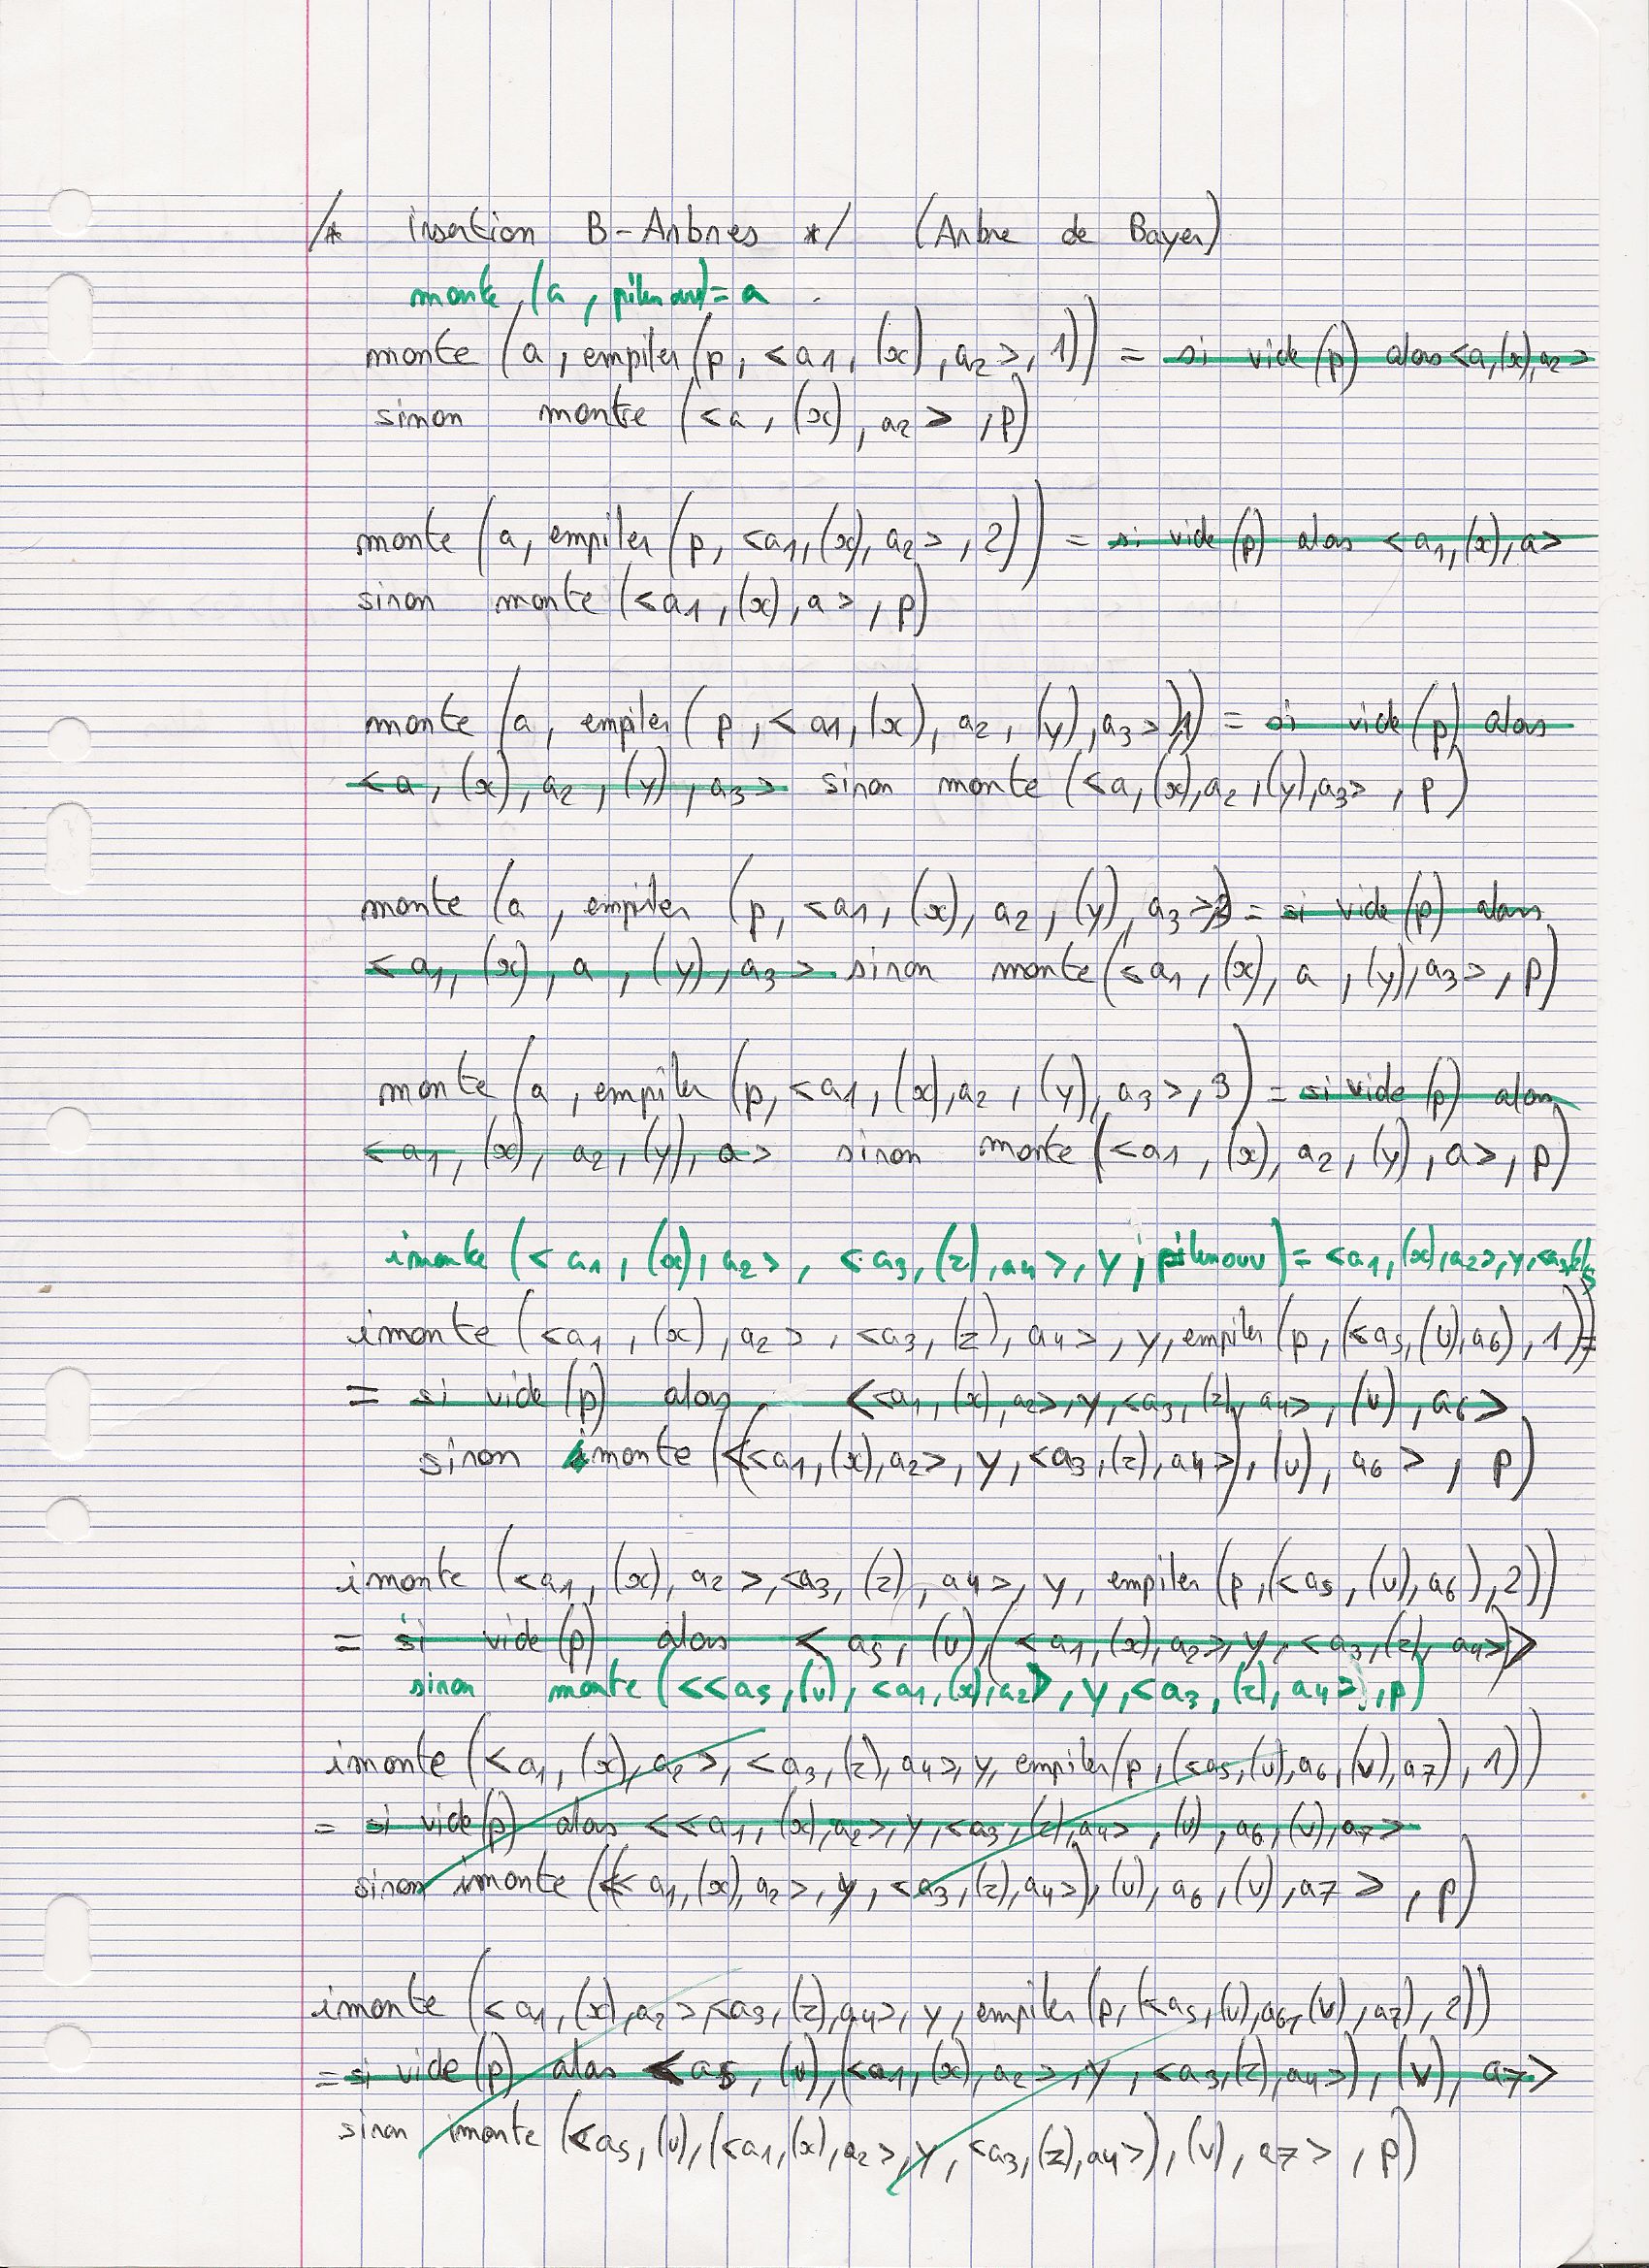 /* insertion B-Arbres */ (Arbre de Bayer)
monte (a, pilenouv) = a
monte (a, empiler (p, <a1, (x), a2>, 1)) = si vide (p) alors <a, (x), a2>
sinon monte (<a, (x), a2>, p)
monte (a, empiler (p, <a1, (x), a2>, 2)) = si vide (p) alors <a1, (x), a>
sinon monte (<a1, (x), a>, p)
monte (a, empiler (p, <a1, (x), a2, (y), a3>, 1)) = si vide (p) alors
<a, (x), a2, (y), a3> sinon monte (<a, (x), a2, (y), a3>, p)
monte (a, empiler (p, <a1, (x), a2, (y), a3>, 2) = si vide (p) alors
<a1, (x), a, (y), a3> sinon monte (<a1, (x), a, (y), a3>, p)
monte (a, empiler (p, <a1, (x), a2, (y), a3>, 3) = si vide (p) alors
<a1, (x), a2, (y), a> sinon monte (<a1, (x), a2, (y), a>, p)
imonte (<a1, (x), a2>, <a3, (z), a4>, y, pilenouv) = <a1, (x), a2>, y, <a3, (z),
imonte (<a1, (x), a2>, <a3, (z), a4>, y, empiler (p, (<a5, (u), a6), 1)) =
= si vide (p) alors <<a1, (x), a2>, y, <a3, (z), a4>, (u), a6>
sinon monte (<(<a1, (x), a2>, y, <a3, (z), a4>), (u), a6>, p)
imonte (<a1, (x), a2>, <a3, (z), a4>, y, empiler (p, (<a5, (u), a6), 2))
= si vide (p) alors <a5, (u), (<a1, (x), a2>, y, <a3, (z), a4>)>
sinon monte (<<a5, (u), <a1, (x), a2>, y, <a3, (z), a4>, p)
imonte (<a1, (x), a2>, <a3, (z), a4>, y, empiler (p, (<a5, (u), a6, (v), a7), 1))
= si vide (p) alors <<a1, (x), a2>, y, <a3, (z), a4>, (u), a6, (v), a7>
sinon imonte ((<a1, (x), a2>, y, <a3, (z), a4>), (u), a6, (v), a7>, p)
imonte (<a1, (x), a2>, <a3, (z), a4>, y, empiler (p, (<a5, (u), a6, (v), a7), 2))
= si vide (p) alors <a5, (u), (<a1, (x), a2>, y, <a3, (z), a4>), (v), a7>
sinon imonte (<a5, (u), (<a1, (x), a2>, y, <a3, (z), a4>), (v), a7>, p)